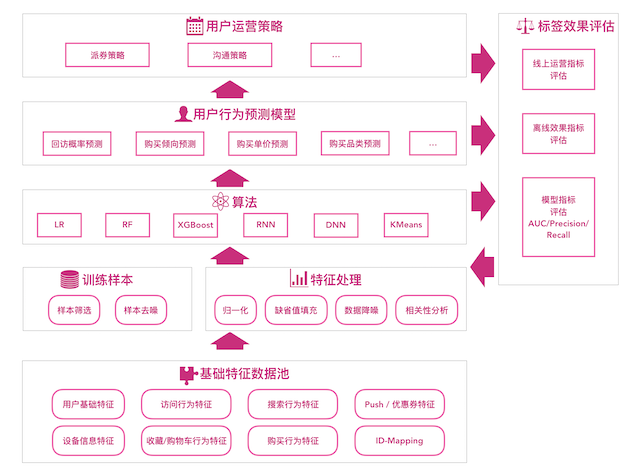 用户运营策略
派券策略
沟通策略
...
用户行为预测模型
回访概率预测
购买倾向预测
购买单价预测
购买品类预测
...
算法
LR
RF
XGBoost
RNN
DNN
KMeans
训练样本
样本筛选
样本去噪
特征处理
归一化
缺省值填充
数据降噪
相关性分析
基础特征数据池
用户基础特征
访问行为特征
搜索行为特征
Push / 优惠券特征
设备信息特征
收藏/购物车行为特征
购买行为特征
ID-Mapping
标签效果评估
线上运营指标
评估
离线效果指标
评估
模型指标
评估
AUC/Precision/
Recall